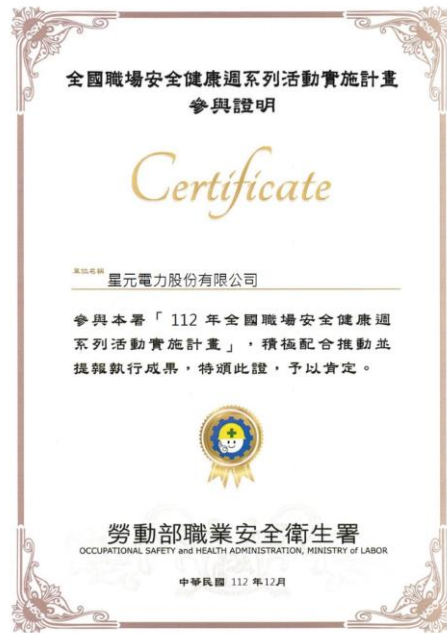 全國職場安全健康週系列活動實施計畫
參與證明
Certificate
單位名稱 星元電力股份有限公司
參與本署「112 年全國職場安全健康週
系列活動實施計畫」，積極配合推動並
提報執行成果，特頒此證，予以肯定。
勞動部職業安全衛生署
OCCUPATIONAL SAFETY and HEALTH ADMINISTRATION, MINISTRY of LABOR
中華民國 112 年12月